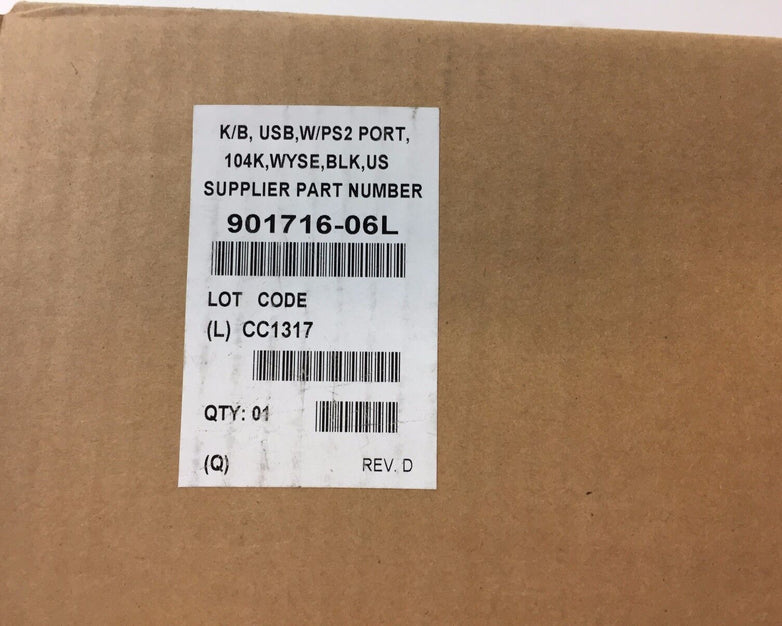 K/B, USB,W/PS2 PORT,
104K,WYSE,BLK,US
SUPPLIER PART NUMBER
901716-06L
LOT CODE
(L) CC1317
QTY: 01
(Q) REV. D